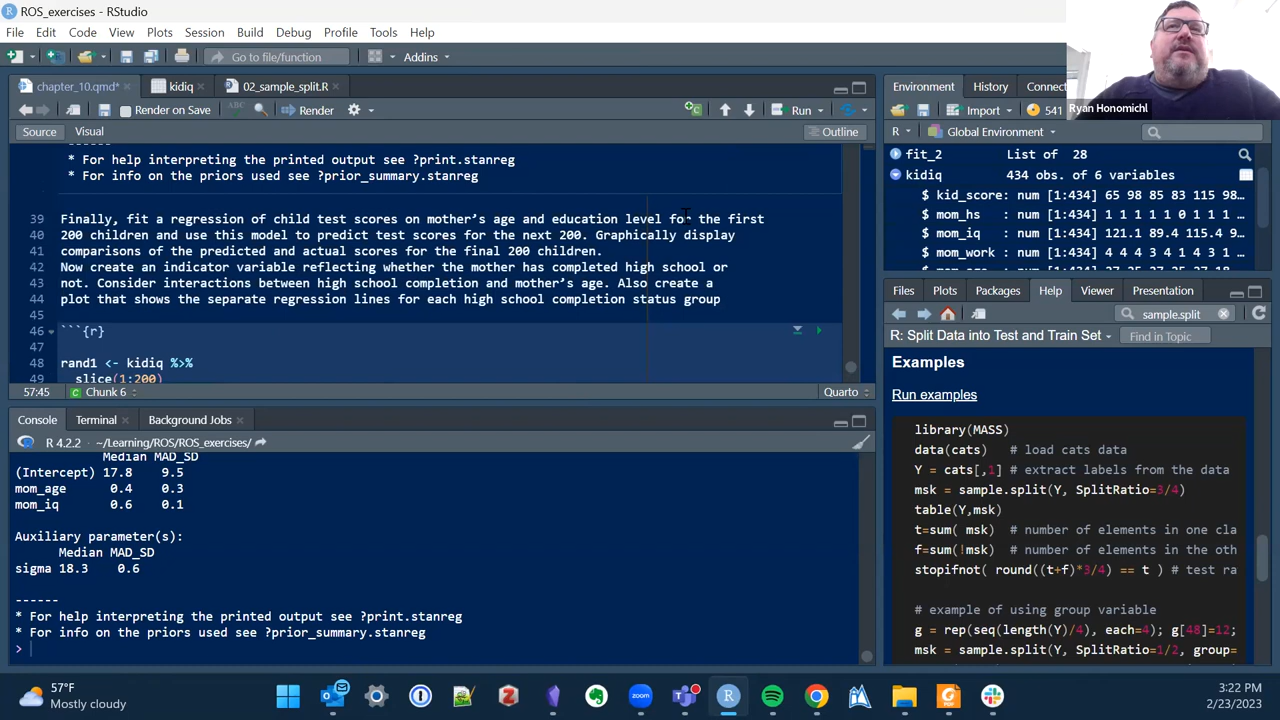 ROS_exercises - RStudio
File Edit Code View Plots Session Build Debug Profile Tools Help
Go to file/function Addins
chapter_10.qmd* kidiq 02_sample_split.R
Render on Save ABC Render Run
Source Visual Outline
------
* For help interpreting the printed output see ?print.stanreg
* For info on the priors used see ?prior_summary.stanreg
39 Finally, fit a regression of child test scores on mother's age and education level for the first
40 200 children and use this model to predict test scores for the next 200. Graphically display
41 comparisons of the predicted and actual scores for the final 200 children.
42 Now create an indicator variable reflecting whether the mother has completed high school or
43 not. Consider interactions between high school completion and mother's age. Also create a
44 plot that shows the separate regression lines for each high school completion status group
45
46 ```{r}
47
48 rand1 <- kidiq %>%
49 slice(1:200)
57:45 Chunk 6 Quarto
Console Terminal Background Jobs
R 4.2.2 · ~/Learning/ROS/ROS_exercises/
Median MAD_SD
(Intercept) 17.8 9.5
mom_age 0.4 0.3
mom_iq 0.6 0.1
Auxiliary parameter(s):
Median MAD_SD
sigma 18.3 0.6
------
* For help interpreting the printed output see ?print.stanreg
* For info on the priors used see ?prior_summary.stanreg
>
Ryan Honomichl
Environment History Connec
Import 541
R Global Environment
fit_2 List of 28
kidiq 434 obs. of 6 variables
$ kid_score: num [1:434] 65 98 85 83 115 98…
$ mom_hs : num [1:434] 1 1 1 1 1 0 1 1 1 1…
$ mom_iq : num [1:434] 121.1 89.4 115.4 9…
$ mom_work : num [1:434] 4 4 4 3 4 1 4 3 1 …
Files Plots Packages Help Viewer Presentation
sample.split
R: Split Data into Test and Train Set Find in Topic
Examples
Run examples
library(MASS)
data(cats) # load cats data
Y = cats[,1] # extract labels from the data
msk = sample.split(Y, SplitRatio=3/4)
table(Y,msk)
t=sum( msk) # number of elements in one cla
f=sum(!msk) # number of elements in the oth
stopifnot( round((t+f)*3/4) == t ) # test ra
# example of using group variable
g = rep(seq(length(Y)/4), each=4); g[48]=12;
msk = sample.split(Y, SplitRatio=1/2, group=
57°F
Mostly cloudy
3:22 PM
2/23/2023